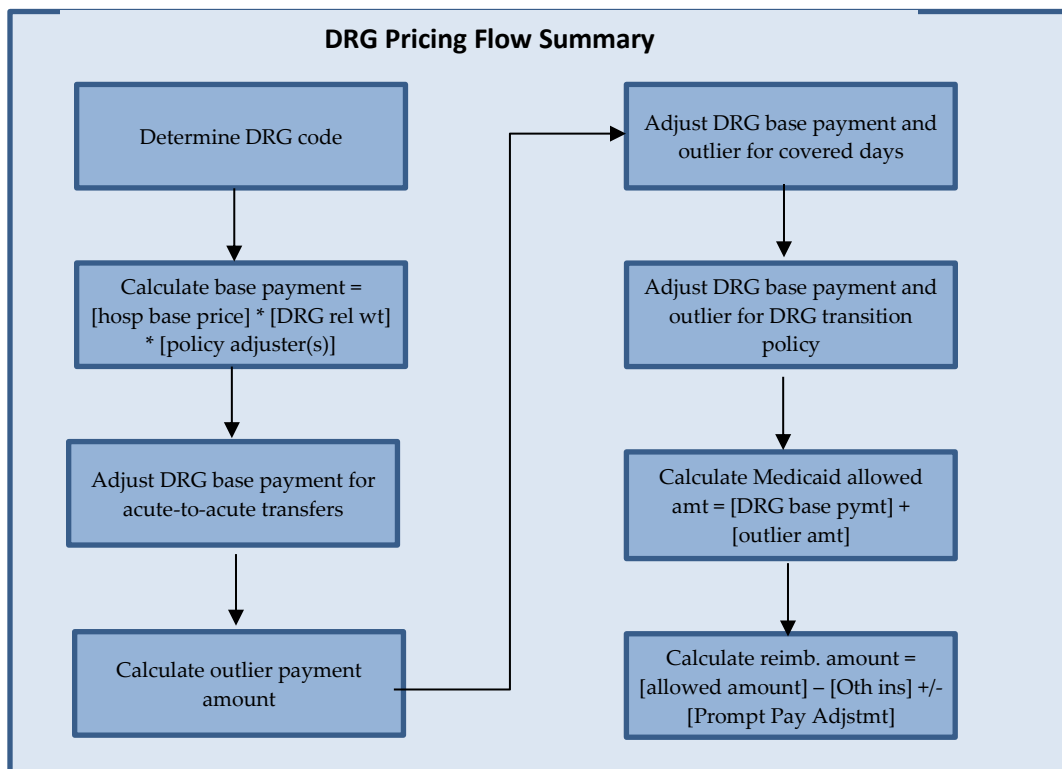 DRG Pricing Flow Summary
Determine DRG code
Calculate base payment =
[hosp base price] * [DRG rel wt]
* [policy adjuster(s)]
Adjust DRG base payment for
acute-to-acute transfers
Calculate outlier payment
amount
Adjust DRG base payment and
outlier for covered days
Adjust DRG base payment and
outlier for DRG transition
policy
Calculate Medicaid allowed
amt = [DRG base pymt] +
[outlier amt]
Calculate reimb. amount =
[allowed amount] – [Oth ins] +/-
[Prompt Pay Adjstmt]